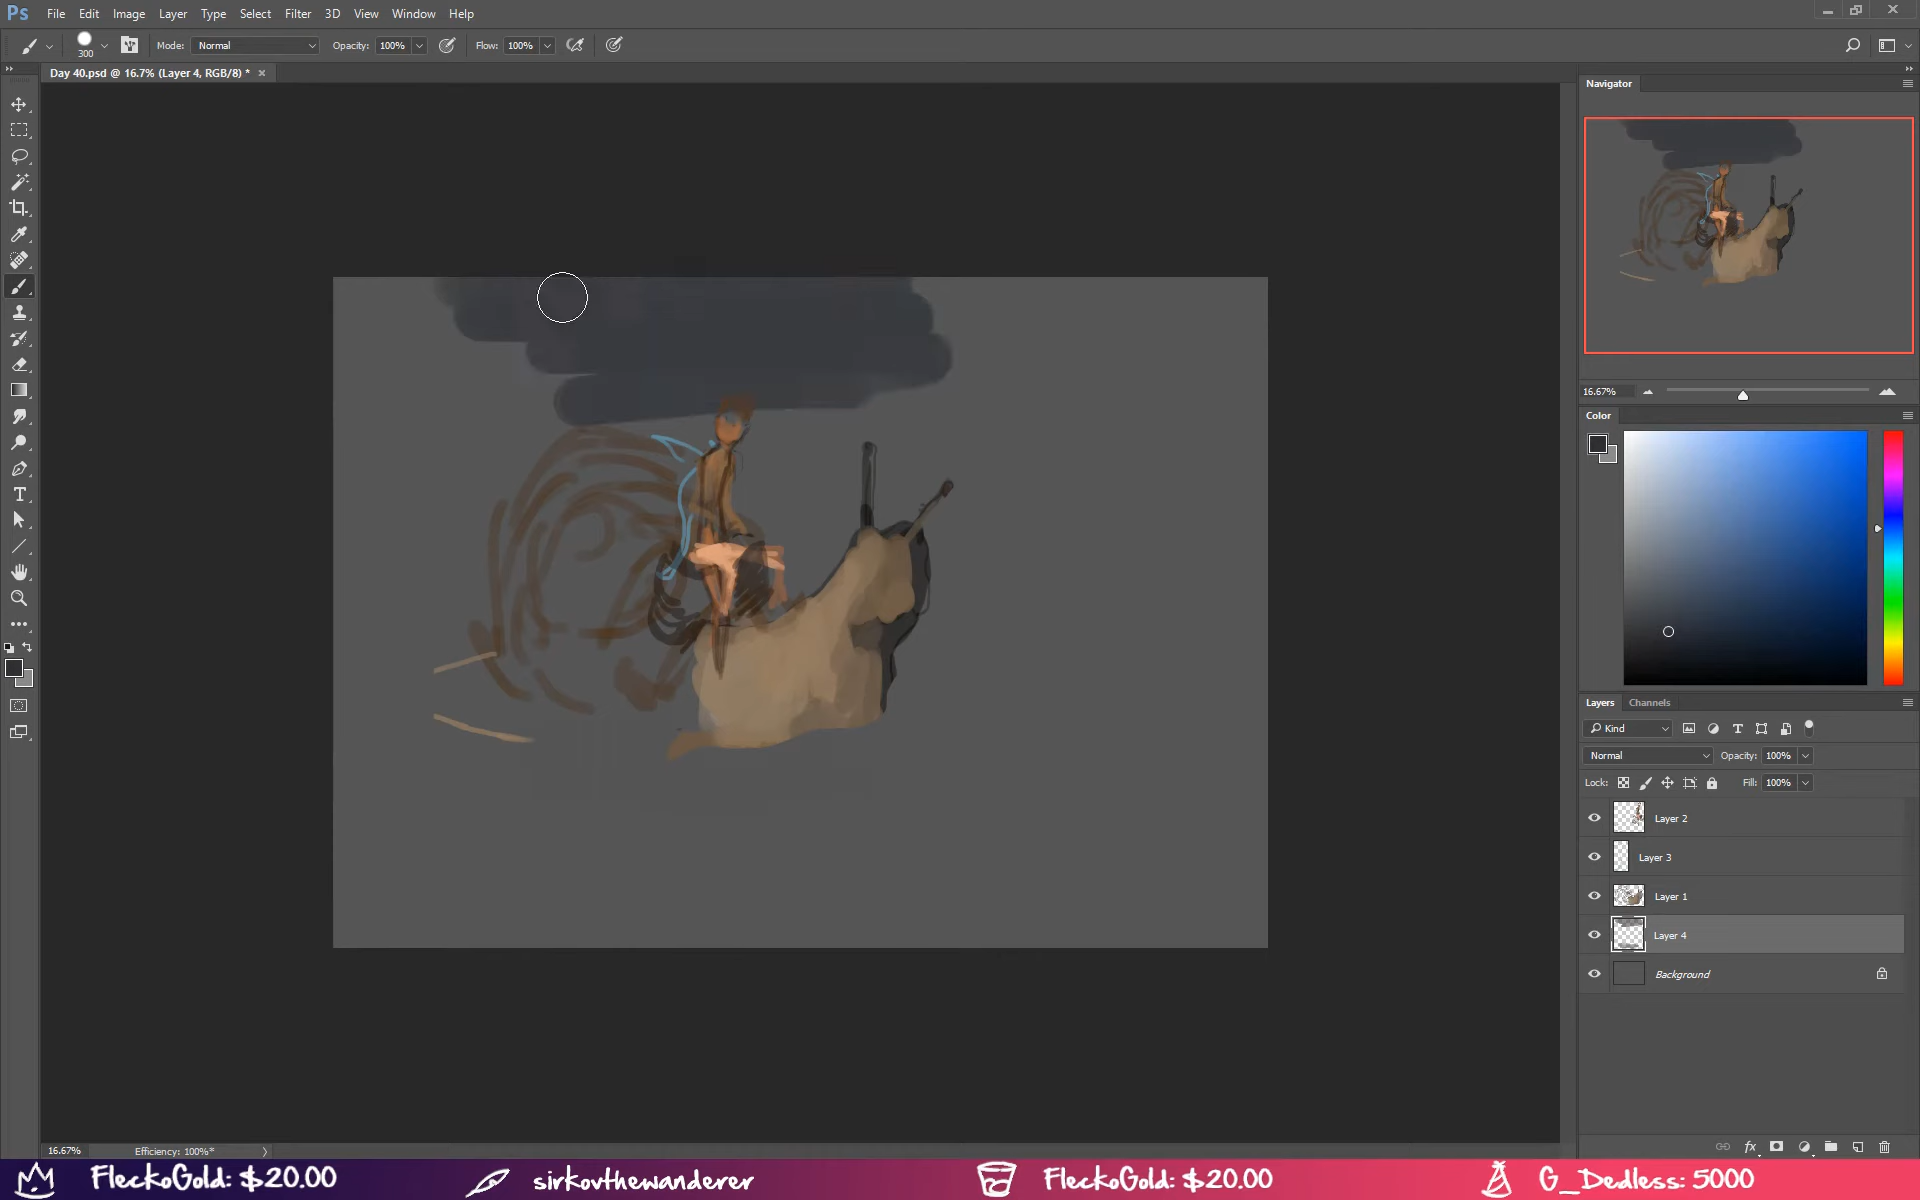 Ps File Edit Image Layer Type Select Filter 3D View Window Help
300 Mode: Normal Opacity: 100% Flow: 100%
Day 40.psd @ 16.7% (Layer 4, RGB/8) * ×
Navigator
16.67%
Color
Layers Channels
Kind
Normal Opacity: 100%
Lock: Fill: 100%
Layer 2
Layer 3
Layer 1
Layer 4
Background
16.67% Efficiency: 100%*
FleckoGold: $20.00 sirkovthewanderer FleckoGold: $20.00 G_Dedless: 5000